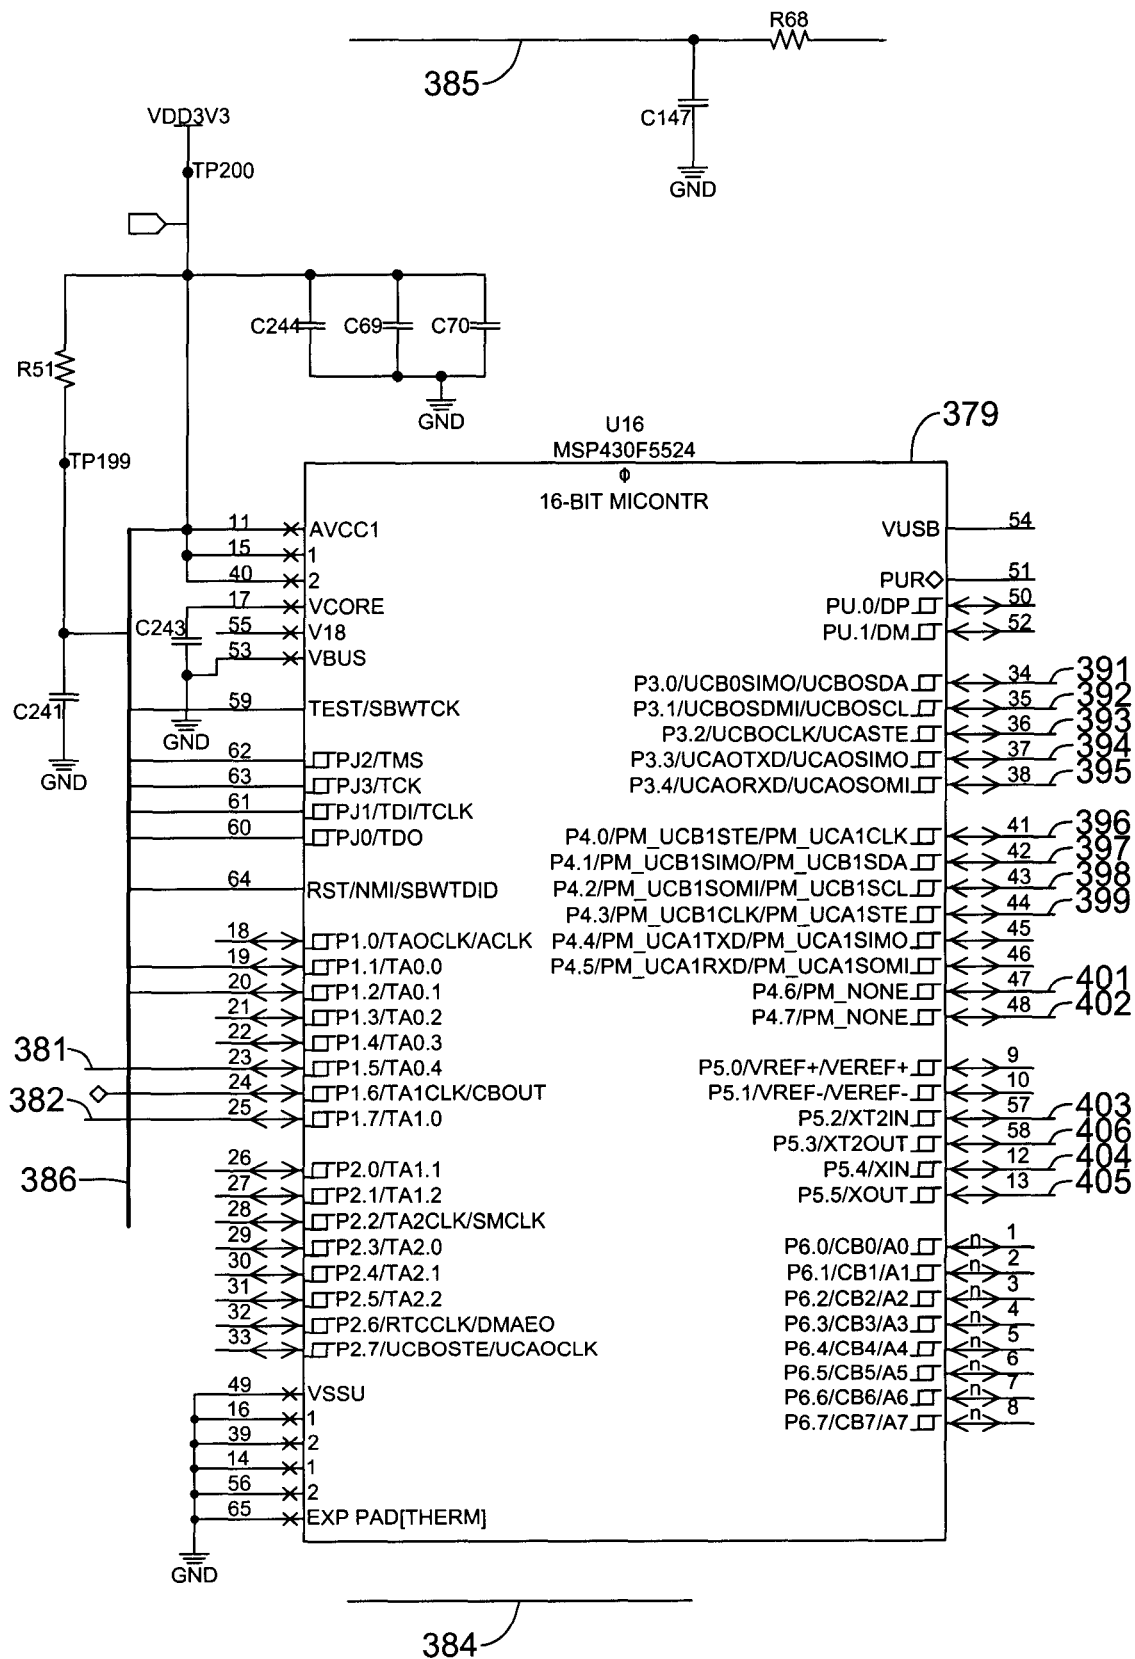 R68
385
C147
GND
VDD3V3
TP200
C244 C69 C70
R51
GND
TP199
U16
MSP430F5524
379
Φ
16-BIT MICONTR
11 AVCC1
15 1
40 2
17 VCORE
C243
55 V18
53 VBUS
C241
59 TEST/SBWTCK
GND
GND
62 PJ2/TMS
63 PJ3/TCK
61 PJ1/TDI/TCLK
60 PJ0/TDO
64 RST/NMI/SBWTDID
18 P1.0/TAOCLK/ACLK
19 P1.1/TA0.0
20 P1.2/TA0.1
21 P1.3/TA0.2
22 P1.4/TA0.3
381 23 P1.5/TA0.4
24 P1.6/TA1CLK/CBOUT
382 25 P1.7/TA1.0
386
26 P2.0/TA1.1
27 P2.1/TA1.2
28 P2.2/TA2CLK/SMCLK
29 P2.3/TA2.0
30 P2.4/TA2.1
31 P2.5/TA2.2
32 P2.6/RTCCLK/DMAEO
33 P2.7/UCBOSTE/UCAOCLK
49 VSSU
16 1
39 2
14 1
56 2
65 EXP PAD[THERM]
GND
VUSB 54
PUR 51
PU.0/DP 50
PU.1/DM 52
P3.0/UCB0SIMO/UCBOSDA 34 391
P3.1/UCBOSDMI/UCBOSCL 35 392
P3.2/UCBOCLK/UCASTE 36 393
P3.3/UCAOTXD/UCAOSIMO 37 394
P3.4/UCAORXD/UCAOSOMI 38 395
P4.0/PM_UCB1STE/PM_UCA1CLK 41 396
P4.1/PM_UCB1SIMO/PM_UCB1SDA 42 397
P4.2/PM_UCB1SOMI/PM_UCB1SCL 43 398
P4.3/PM_UCB1CLK/PM_UCA1STE 44 399
P4.4/PM_UCA1TXD/PM_UCA1SIMO 45
P4.5/PM_UCA1RXD/PM_UCA1SOMI 46
P4.6/PM_NONE 47 401
P4.7/PM_NONE 48 402
P5.0/VREF+/VEREF+ 9
P5.1/VREF-/VEREF- 10
P5.2/XT2IN 57 403
P5.3/XT2OUT 58 406
P5.4/XIN 12 404
P5.5/XOUT 13 405
P6.0/CB0/A0 n 1
P6.1/CB1/A1 n 2
P6.2/CB2/A2 n 3
P6.3/CB3/A3 n 4
P6.4/CB4/A4 n 5
P6.5/CB5/A5 n 6
P6.6/CB6/A6 n 7
P6.7/CB7/A7 n 8
384